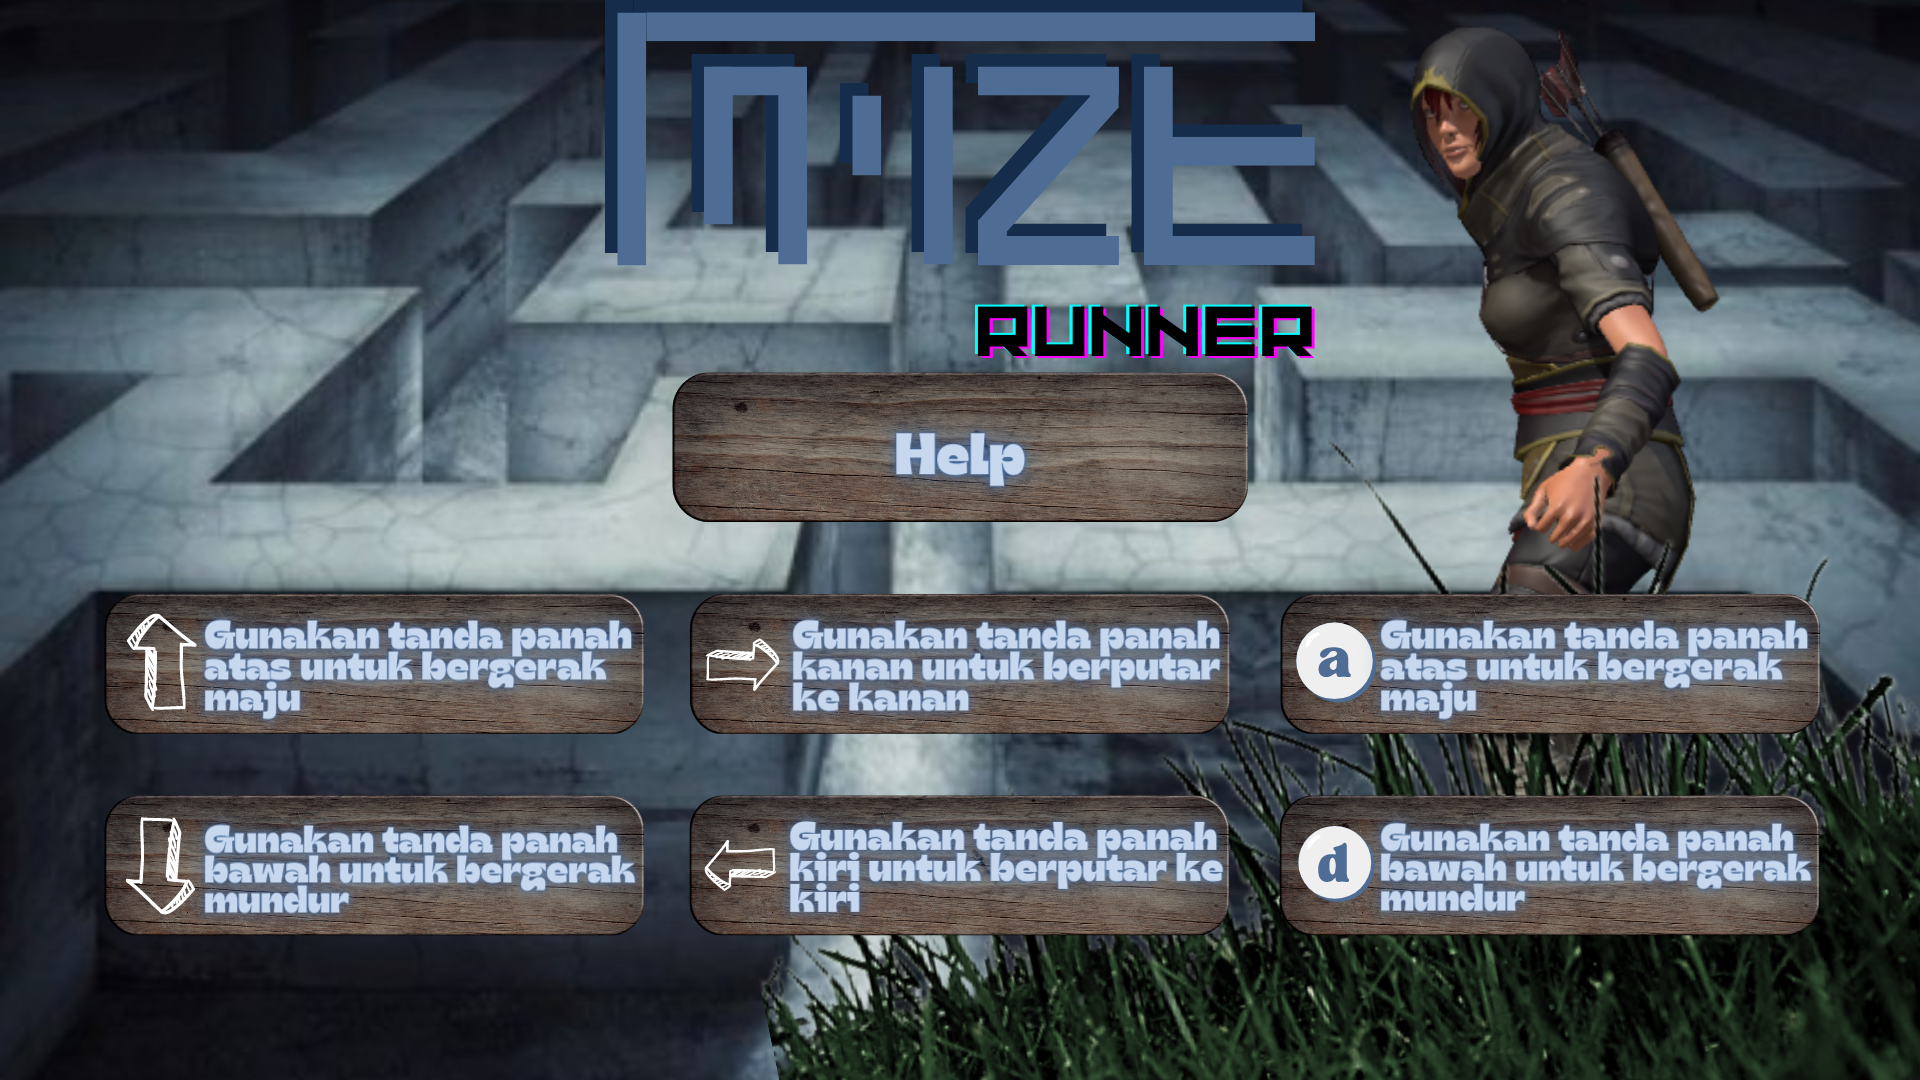 MAZE
RUNNER
Help
Gunakan tanda panah
atas untuk bergerak
maju
Gunakan tanda panah
kanan untuk berputar
ke kanan
a
Gunakan tanda panah
atas untuk bergerak
maju
Gunakan tanda panah
bawah untuk bergerak
mundur
Gunakan tanda panah
kiri untuk berputar ke
kiri
d
Gunakan tanda panah
bawah untuk bergerak
mundur